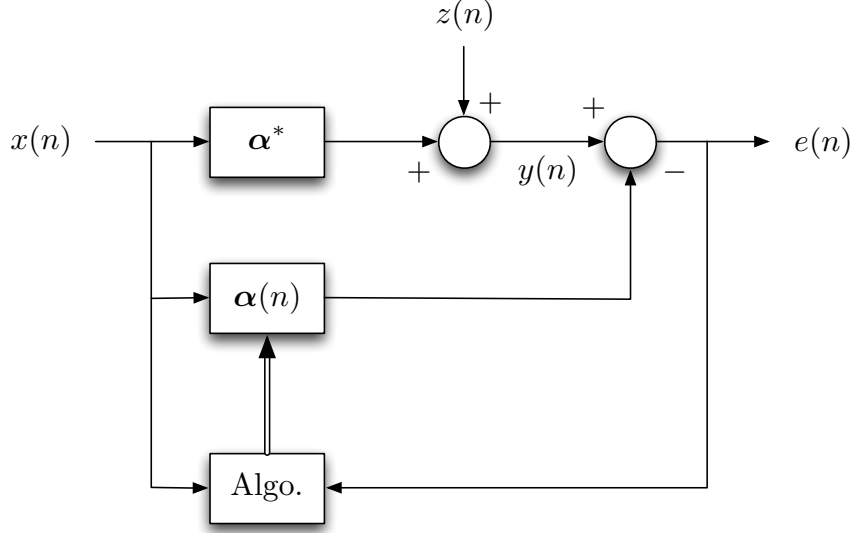 z(n)
+
+
x(n)
𝜶*
e(n)
+
y(n)
−
𝜶(n)
Algo.